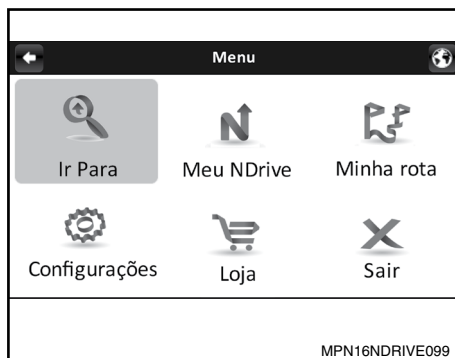 Menu
Ir Para
Meu NDrive
Minha rota
Configurações
Loja
Sair
MPN16NDRIVE099